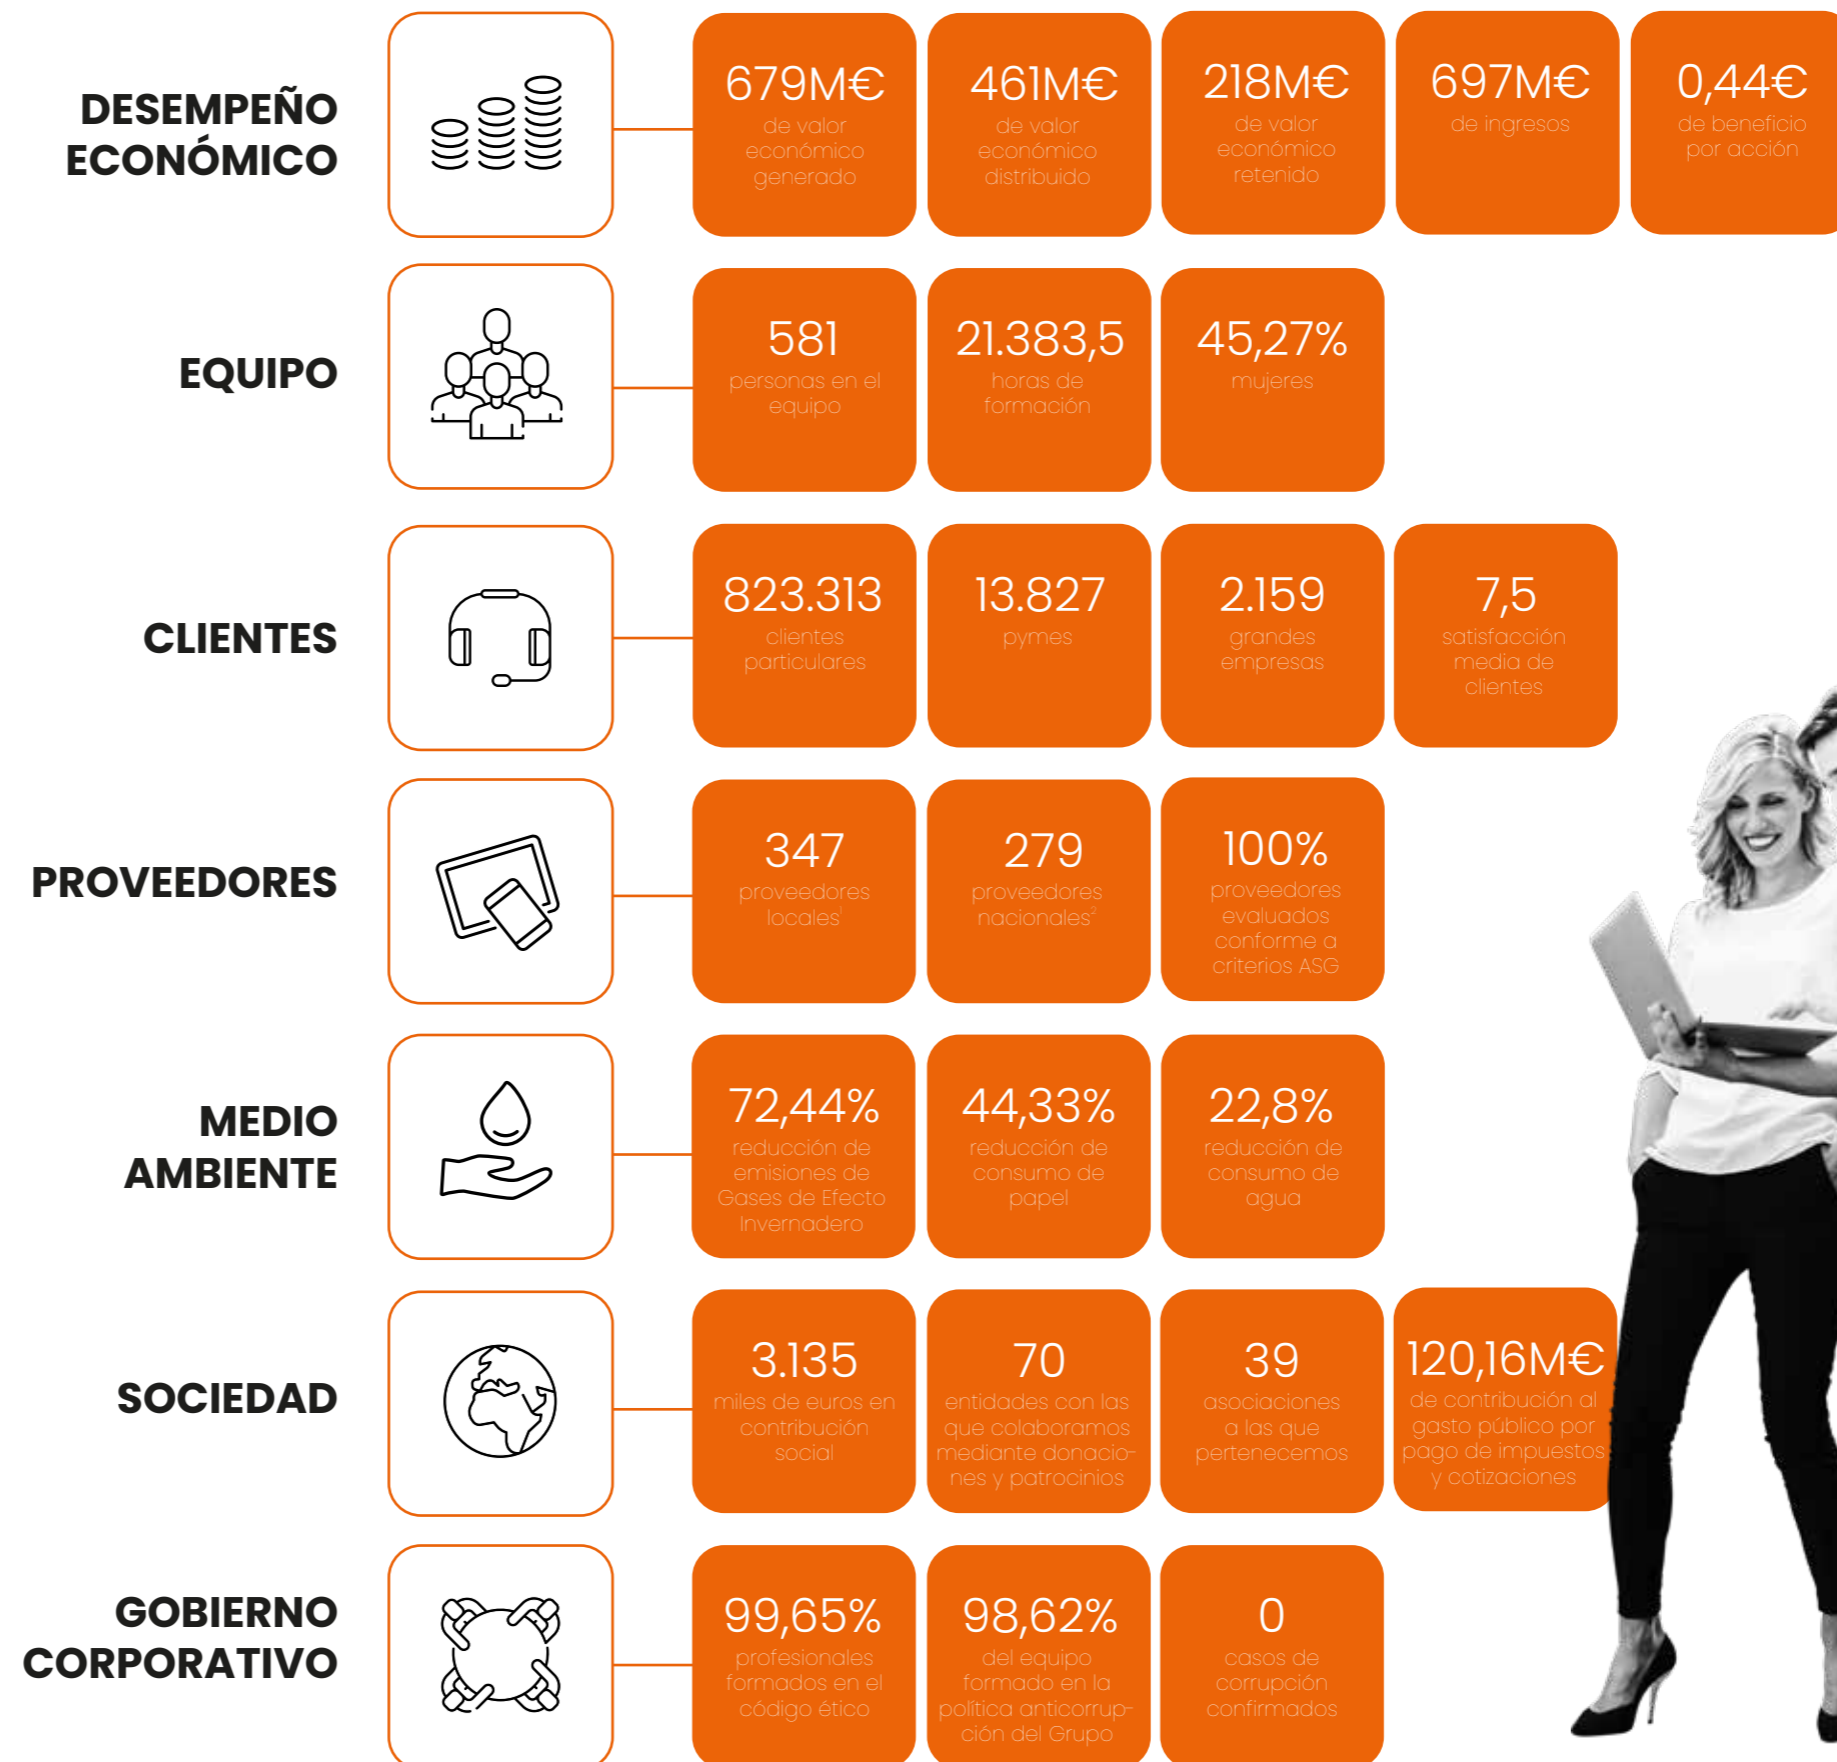 DESEMPEÑO
ECONÓMICO
679M€
de valor
económico
generado
461M€
de valor
económico
distribuido
218M€
de valor
económico
retenido
697M€
de ingresos
0,44€
de beneficio
por acción
EQUIPO
581
personas en el
equipo
21.383,5
horas de
formación
45,27%
mujeres
CLIENTES
823.313
clientes
particulares
13.827
pymes
2.159
grandes
empresas
7,5
satisfacción
media de
clientes
PROVEEDORES
347
proveedores
locales¹
279
proveedores
nacionales²
100%
proveedores
evaluados
conforme a
criterios ASG
MEDIO
AMBIENTE
72,44%
reducción de
emisiones de
Gases de Efecto
Invernadero
44,33%
reducción de
consumo de
papel
22,8%
reducción de
consumo de
agua
SOCIEDAD
3.135
miles de euros en
contribución
social
70
entidades con las
que colaboramos
mediante donacio-
nes y patrocinios
39
asociaciones
a las que
pertenecemos
120,16M€
de contribución al
gasto público por
pago de impuestos
y cotizaciones
GOBIERNO
CORPORATIVO
99,65%
profesionales
formados en el
código ético
98,62%
del equipo
formado en la
política anticorrup-
ción del Grupo
0
casos de
corrupción
confirmados